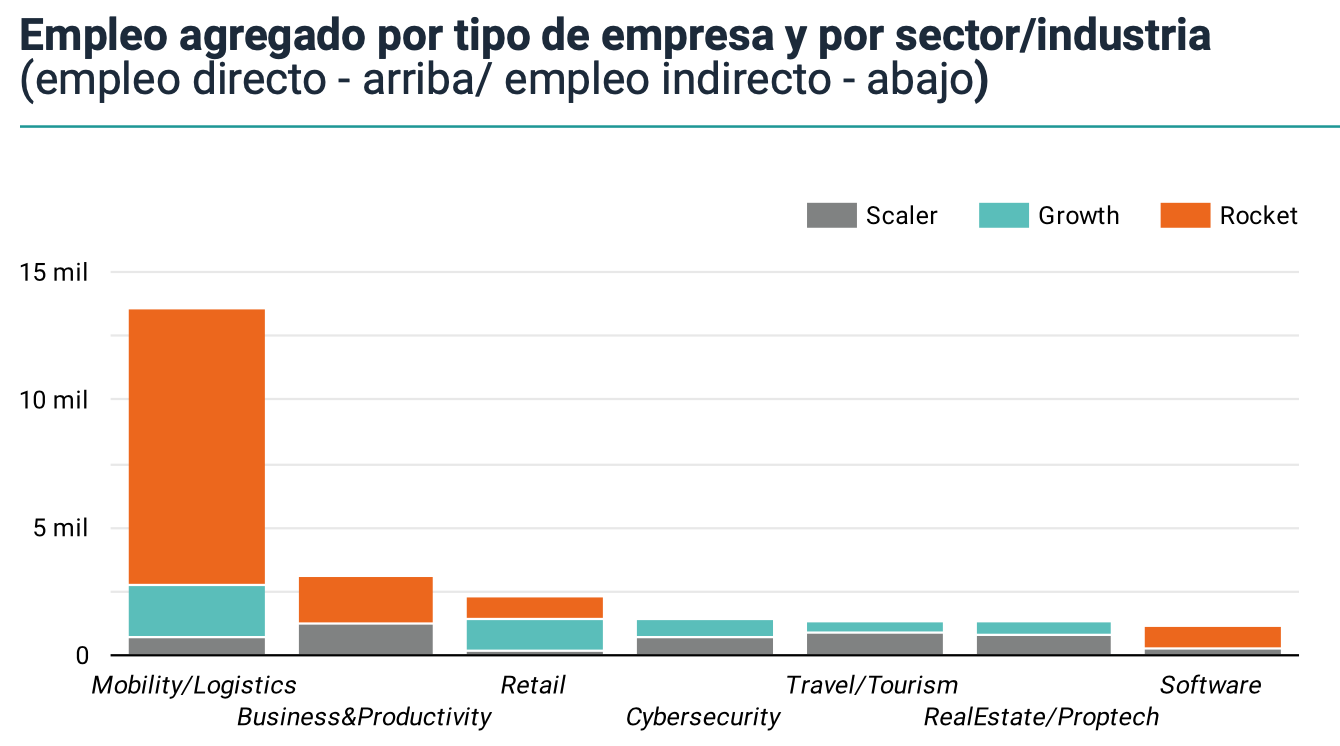 Empleo agregado por tipo de empresa y por sector/industria
(empleo directo - arriba/ empleo indirecto - abajo)
Scaler Growth Rocket
15 mil
10 mil
5 mil
0
Mobility/Logistics Retail Travel/Tourism Software
Business&Productivity Cybersecurity RealEstate/Proptech